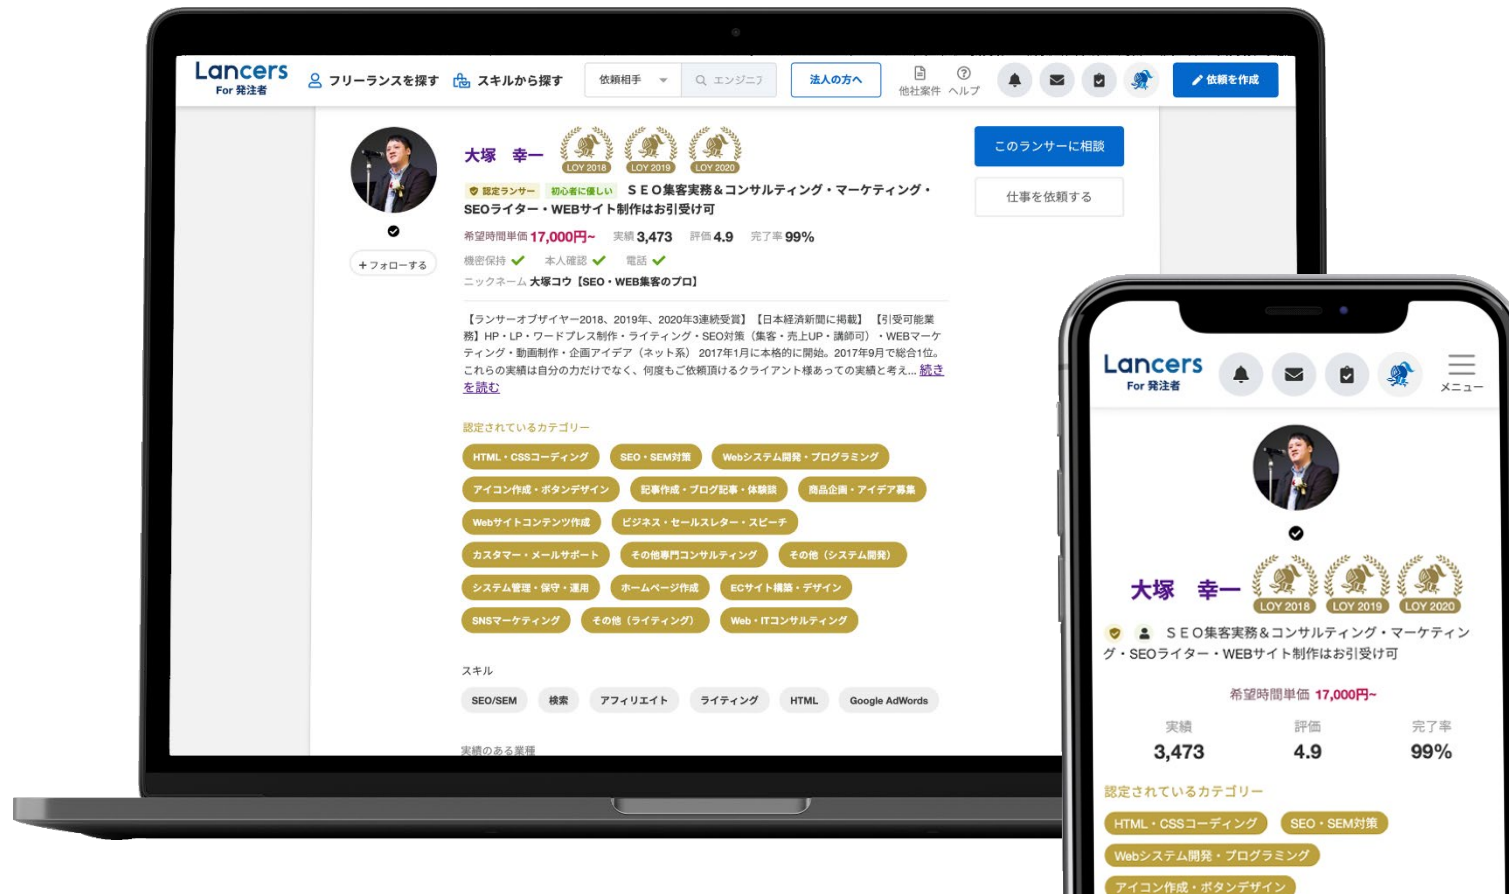 Lancers
For 発注者
フリーランスを探す
スキルから探す
依頼相手
エンジニア
法人の方へ
他社案件
ヘルプ
依頼を作成
大塚 幸一
LOY 2018
LOY 2019
LOY 2020
このランサーに相談
仕事を依頼する
認定ランサー 初心者に優しい ＳＥＯ集客実務＆コンサルティング・マーケティング・
SEOライター・WEBサイト制作はお引受け可
希望時間単価 17,000円~ 実績 3,473 評価 4.9 完了率 99%
機密保持 本人確認 電話
ニックネーム 大塚コウ【SEO・WEB集客のプロ】
+フォローする
【ランサーオブザイヤー2018、2019年、2020年3連続受賞】【日本経済新聞に掲載】 【引受可能業
務】HP・LP・ワードプレス制作・ライティング・SEO対策（集客・売上UP・講師可）・WEBマーケ
ティング・動画制作・企画アイデア（ネット系） 2017年1月に本格的に開始。2017年9月で総合1位。
これらの実績は自分の力だけでなく、何度もご依頼頂けるクライアント様あっての実績と考え... 続き
を読む
認定されているカテゴリー
HTML・CSSコーディング SEO・SEM対策 Webシステム開発・プログラミング
アイコン作成・ボタンデザイン 記事作成・ブログ記事・体験談 商品企画・アイデア募集
Webサイトコンテンツ作成 ビジネス・セールスレター・スピーチ
カスタマー・メールサポート その他専門コンサルティング その他（システム開発）
システム管理・保守・運用 ホームページ作成 ECサイト構築・デザイン
SNSマーケティング その他（ライティング） Web・ITコンサルティング
スキル
SEO/SEM 検索 アフィリエイト ライティング HTML Google AdWords
実績のある業種
Lancers
For 発注者
メニュー
大塚 幸一
LOY 2018
LOY 2019
LOY 2020
ＳＥＯ集客実務＆コンサルティング・マーケティン
グ・SEOライター・WEBサイト制作はお引受け可
希望時間単価 17,000円~
実績 評価 完了率
3,473 4.9 99%
認定されているカテゴリー
HTML・CSSコーディング SEO・SEM対策
Webシステム開発・プログラミング
アイコン作成・ボタンデザイン